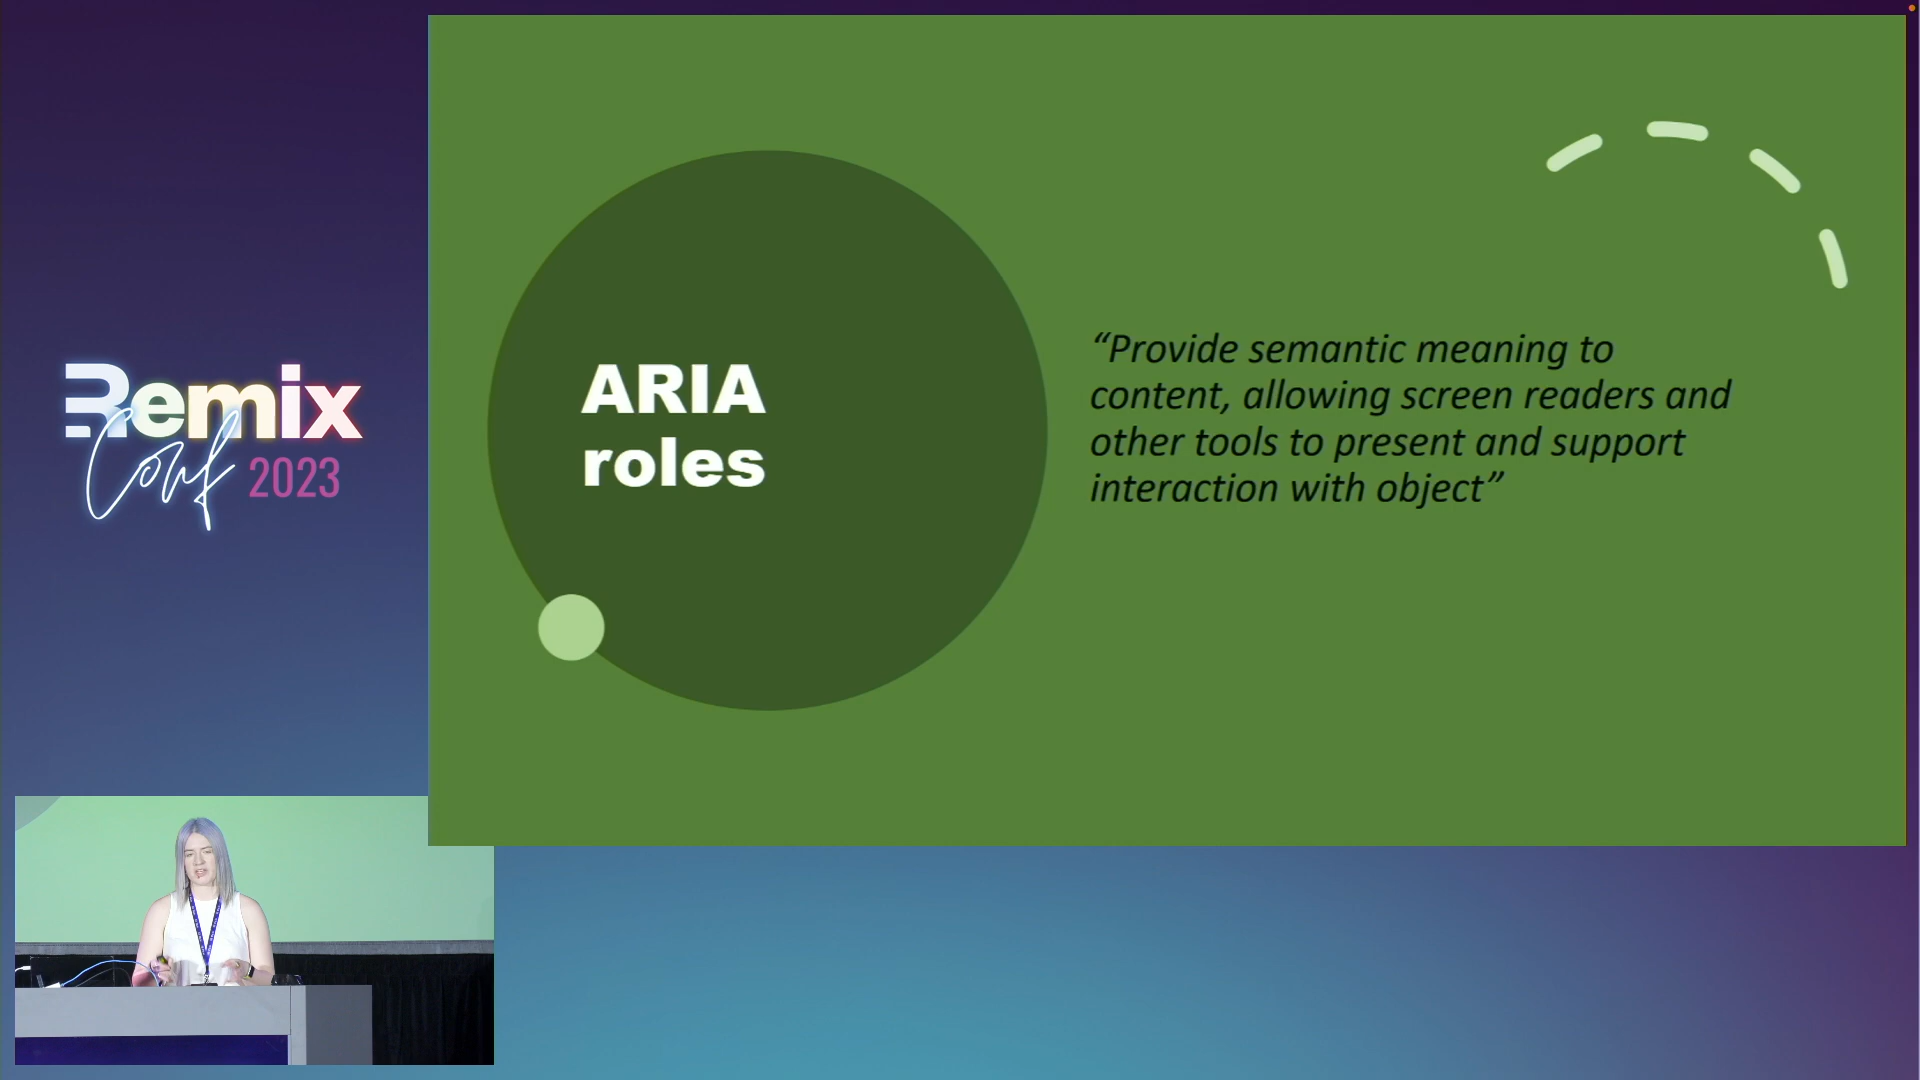 Remix
Conf 2023
ARIA
roles
“Provide semantic meaning to
content, allowing screen readers and
other tools to present and support
interaction with object”